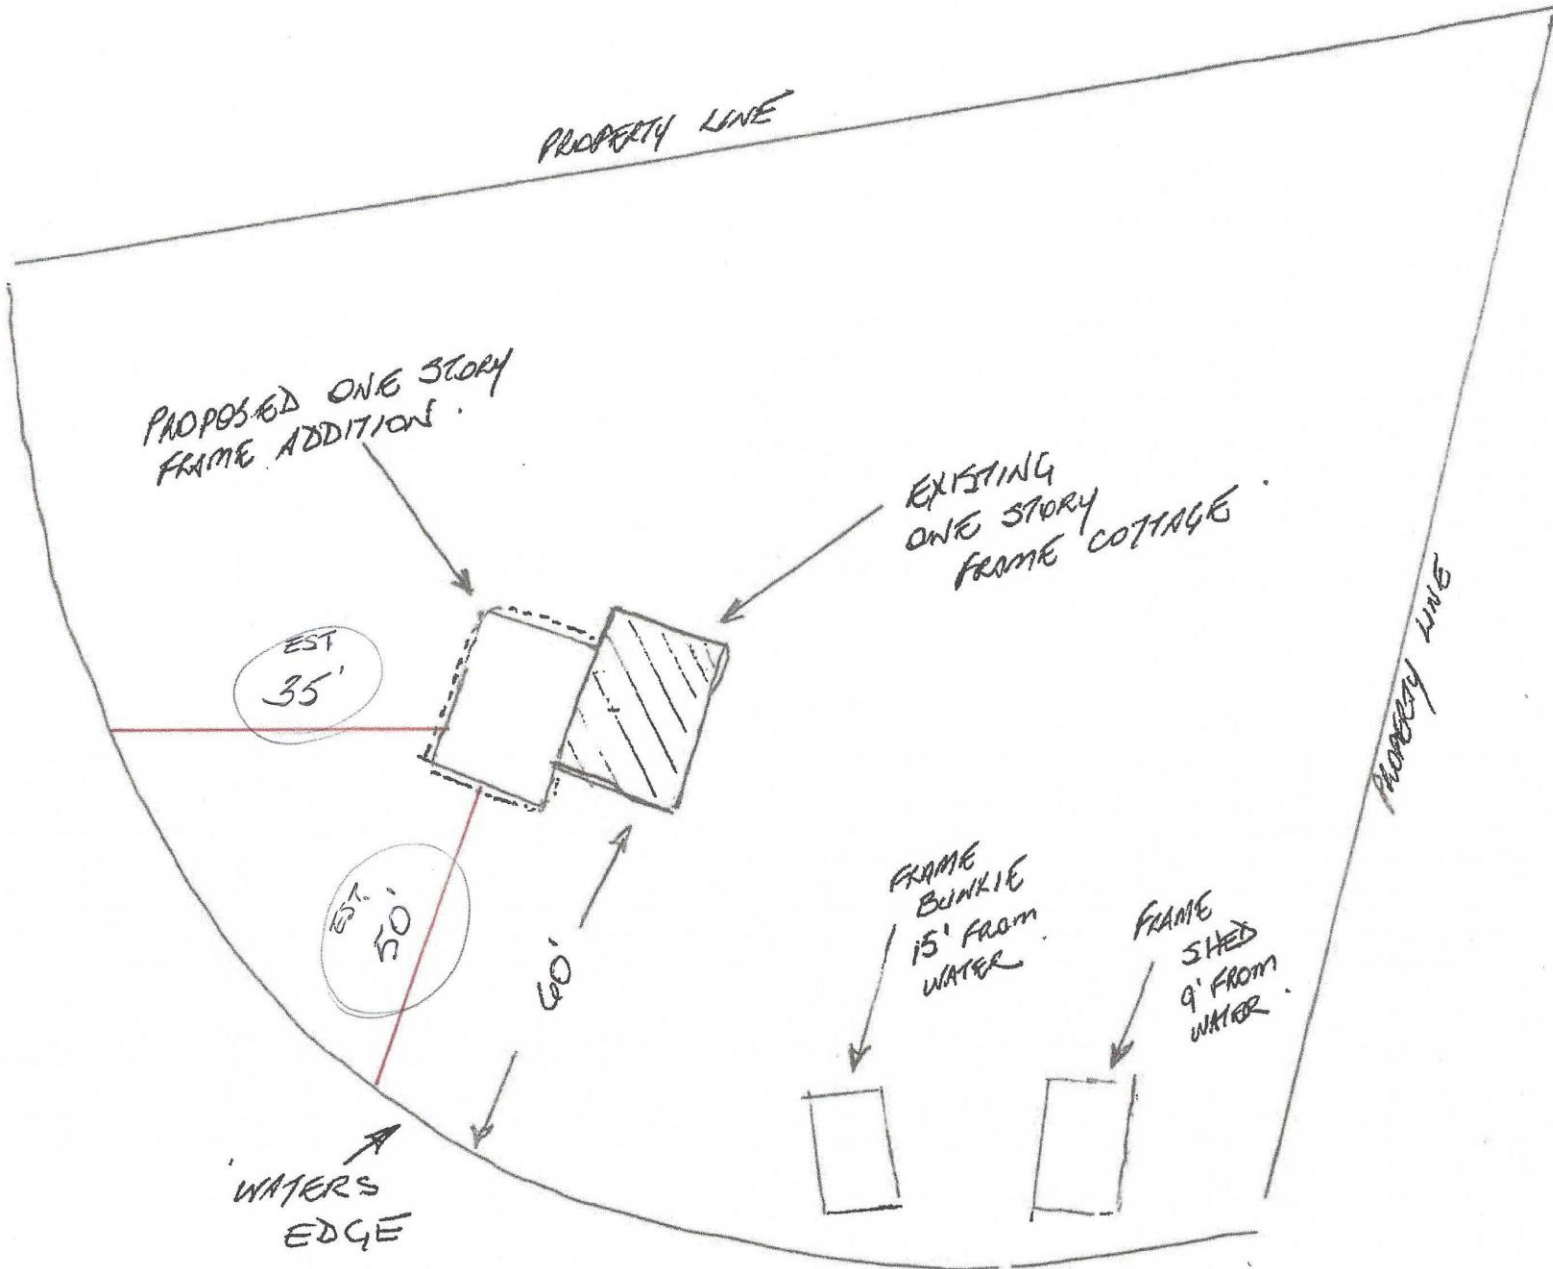 PROPERTY LINE
PROPOSED ONE STORY
FRAME ADDITION.
EXISTING
ONE STORY
FRAME COTTAGE.
PROPERTY LINE
EST
35'
EST.
50'
60'
FRAME
BUNKIE
15' FROM
WATER.
FRAME
SHED
9' FROM
WATER.
WATERS
EDGE